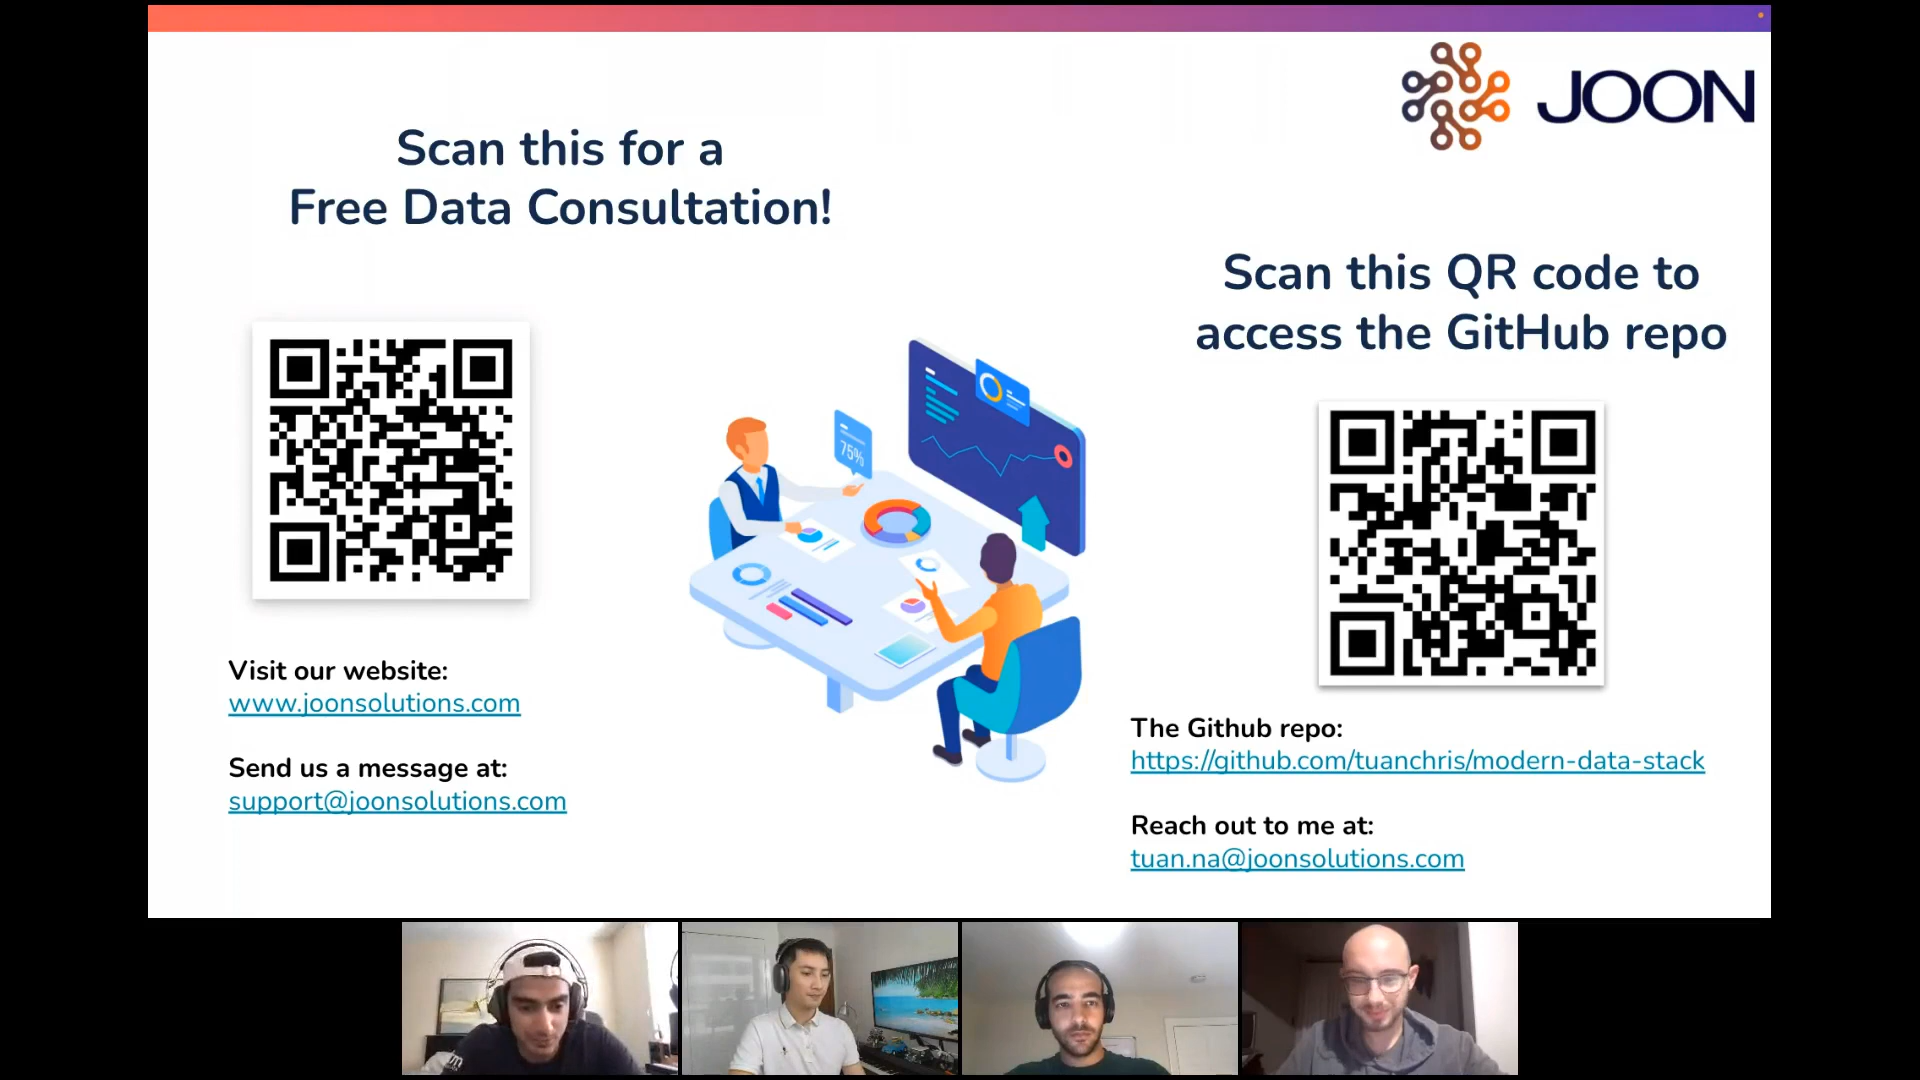 JOON
Scan this for a
Free Data Consultation!
Scan this QR code to
access the GitHub repo
75%
Visit our website:
www.joonsolutions.com
Send us a message at:
support@joonsolutions.com
The Github repo:
https://github.com/tuanchris/modern-data-stack
Reach out to me at:
tuan.na@joonsolutions.com